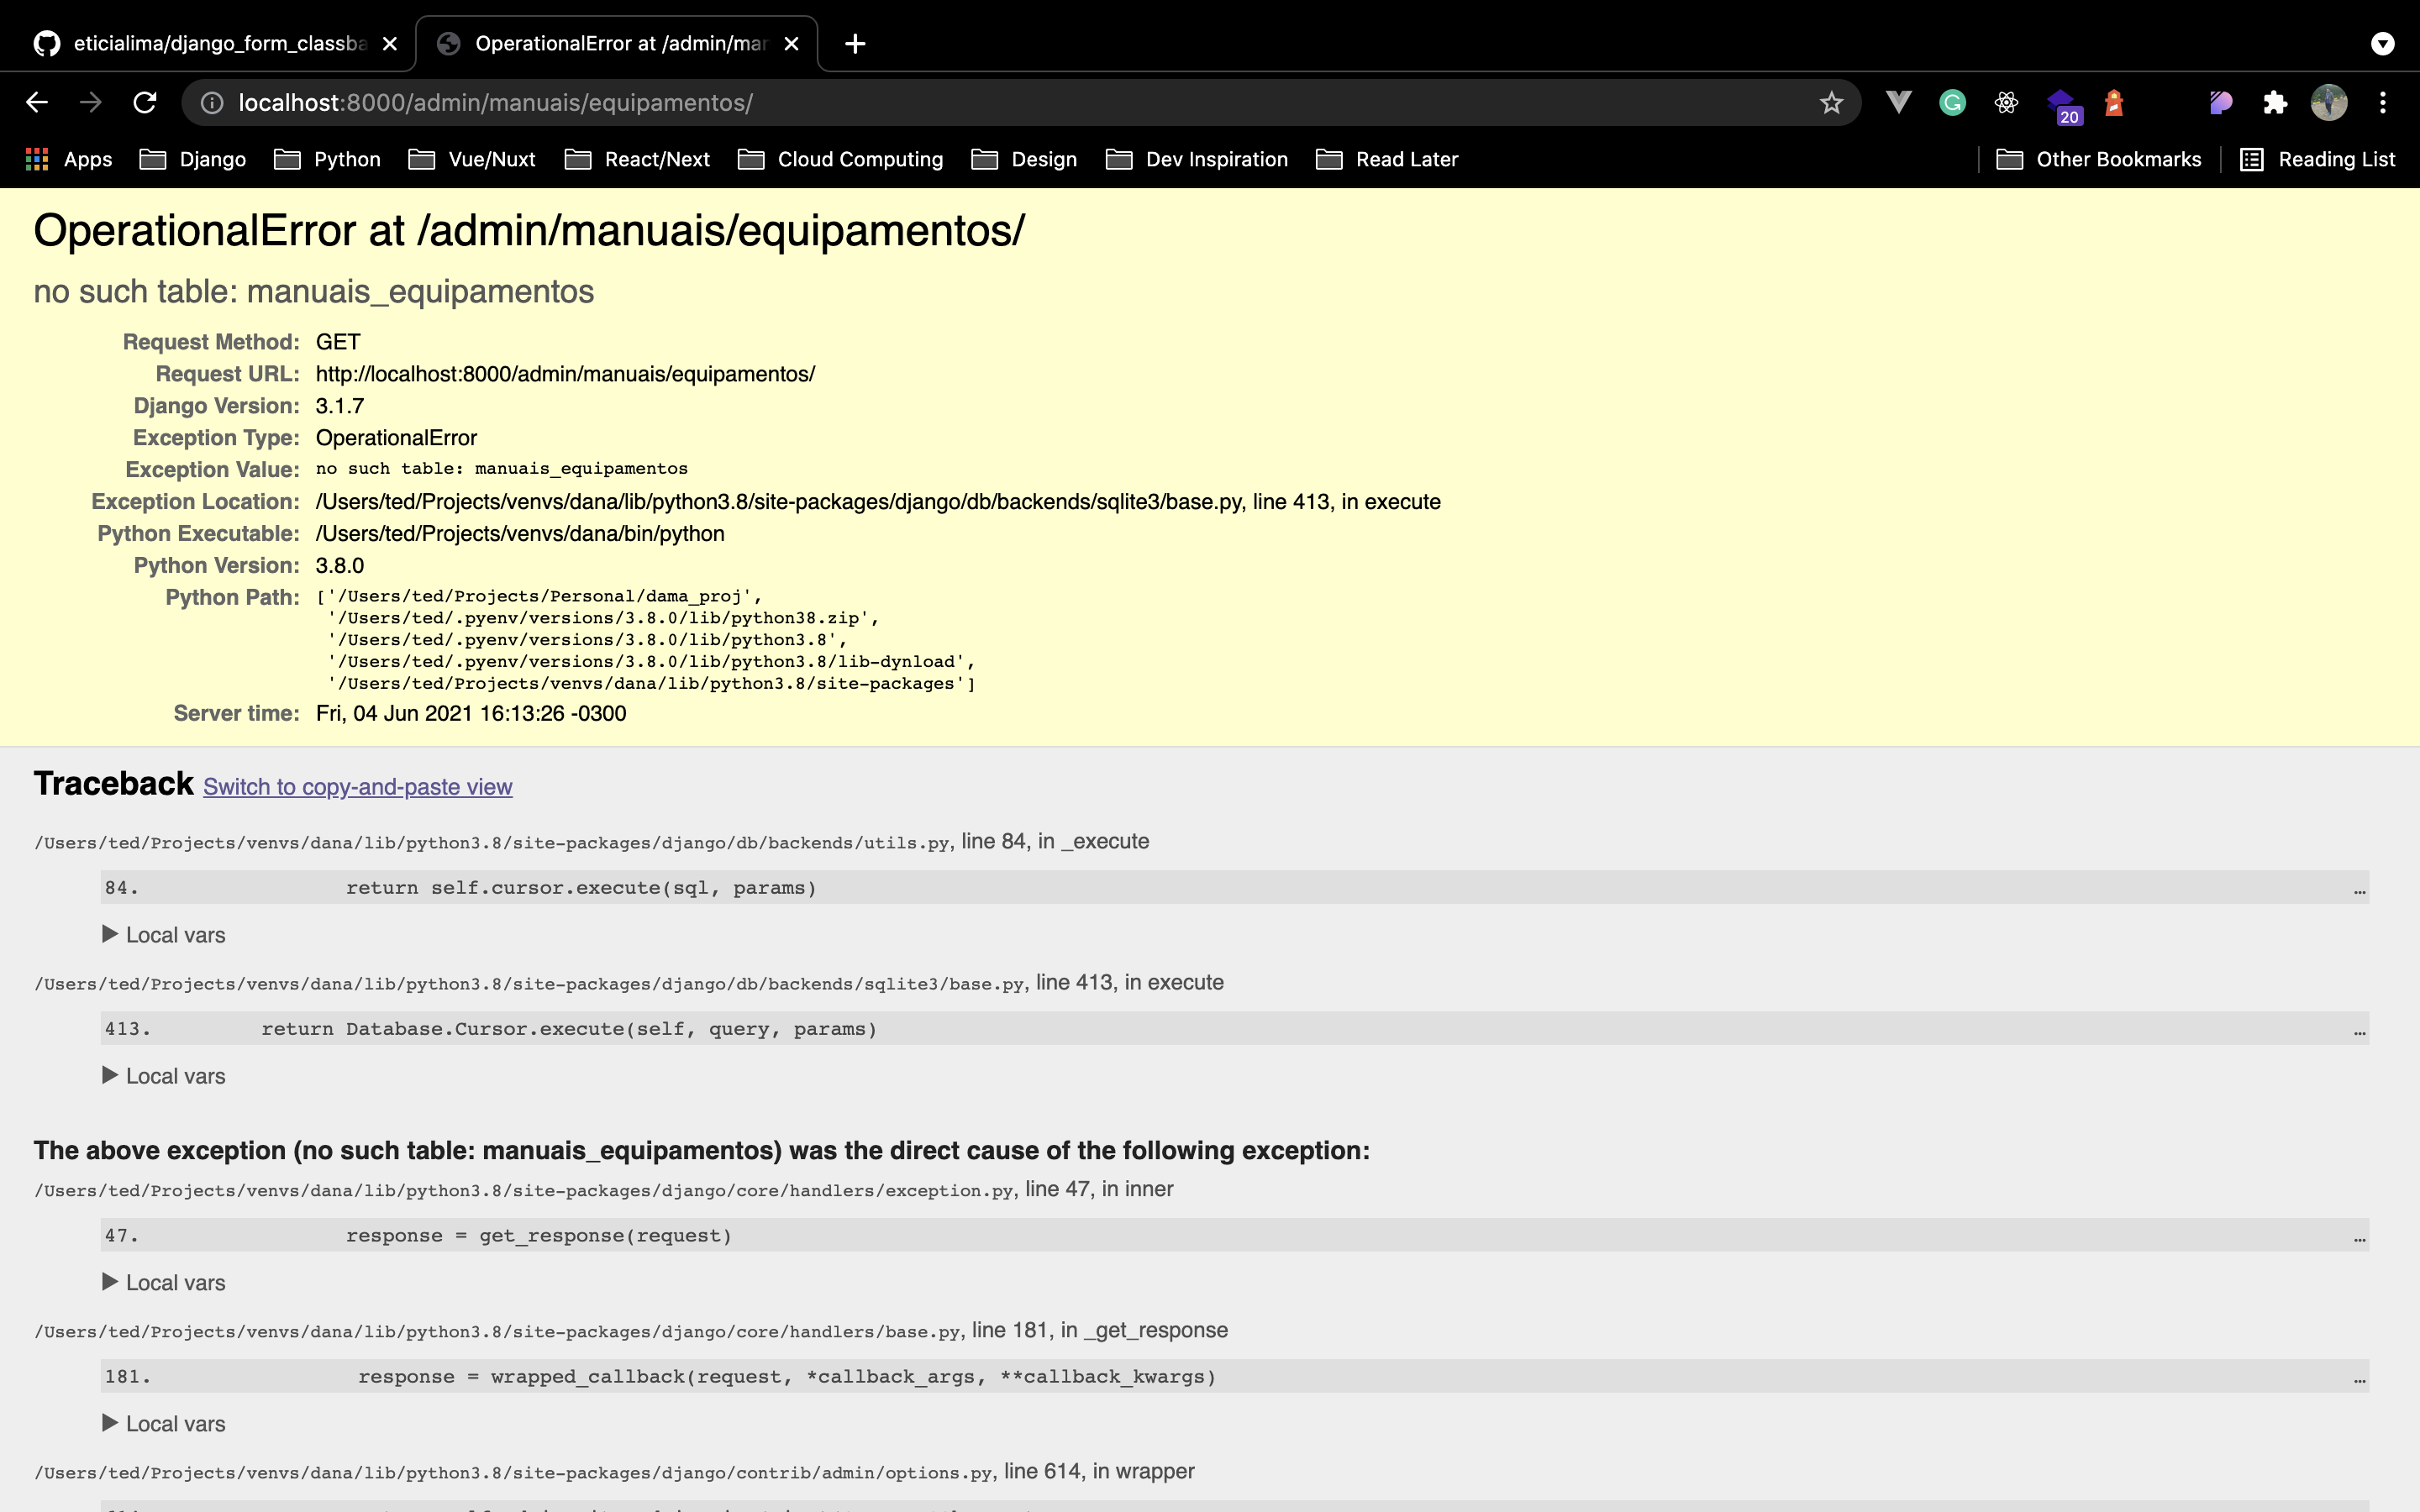 eticialima/django_form_classba
OperationalError at /admin/mar
localhost:8000/admin/manuais/equipamentos/
20
Apps Django Python Vue/Nuxt React/Next Cloud Computing Design Dev Inspiration Read Later Other Bookmarks Reading List
OperationalError at /admin/manuais/equipamentos/
no such table: manuais_equipamentos
Request Method: GET
Request URL: http://localhost:8000/admin/manuais/equipamentos/
Django Version: 3.1.7
Exception Type: OperationalError
Exception Value: no such table: manuais_equipamentos
Exception Location: /Users/ted/Projects/venvs/dana/lib/python3.8/site-packages/django/db/backends/sqlite3/base.py, line 413, in execute
Python Executable: /Users/ted/Projects/venvs/dana/bin/python
Python Version: 3.8.0
Python Path: ['/Users/ted/Projects/Personal/dama_proj',
'/Users/ted/.pyenv/versions/3.8.0/lib/python38.zip',
'/Users/ted/.pyenv/versions/3.8.0/lib/python3.8',
'/Users/ted/.pyenv/versions/3.8.0/lib/python3.8/lib-dynload',
'/Users/ted/Projects/venvs/dana/lib/python3.8/site-packages']
Server time: Fri, 04 Jun 2021 16:13:26 -0300
Traceback Switch to copy-and-paste view
/Users/ted/Projects/venvs/dana/lib/python3.8/site-packages/django/db/backends/utils.py, line 84, in _execute
84. return self.cursor.execute(sql, params) …
▶ Local vars
/Users/ted/Projects/venvs/dana/lib/python3.8/site-packages/django/db/backends/sqlite3/base.py, line 413, in execute
413. return Database.Cursor.execute(self, query, params) …
▶ Local vars
The above exception (no such table: manuais_equipamentos) was the direct cause of the following exception:
/Users/ted/Projects/venvs/dana/lib/python3.8/site-packages/django/core/handlers/exception.py, line 47, in inner
47. response = get_response(request) …
▶ Local vars
/Users/ted/Projects/venvs/dana/lib/python3.8/site-packages/django/core/handlers/base.py, line 181, in _get_response
181. response = wrapped_callback(request, *callback_args, **callback_kwargs) …
▶ Local vars
/Users/ted/Projects/venvs/dana/lib/python3.8/site-packages/django/contrib/admin/options.py, line 614, in wrapper